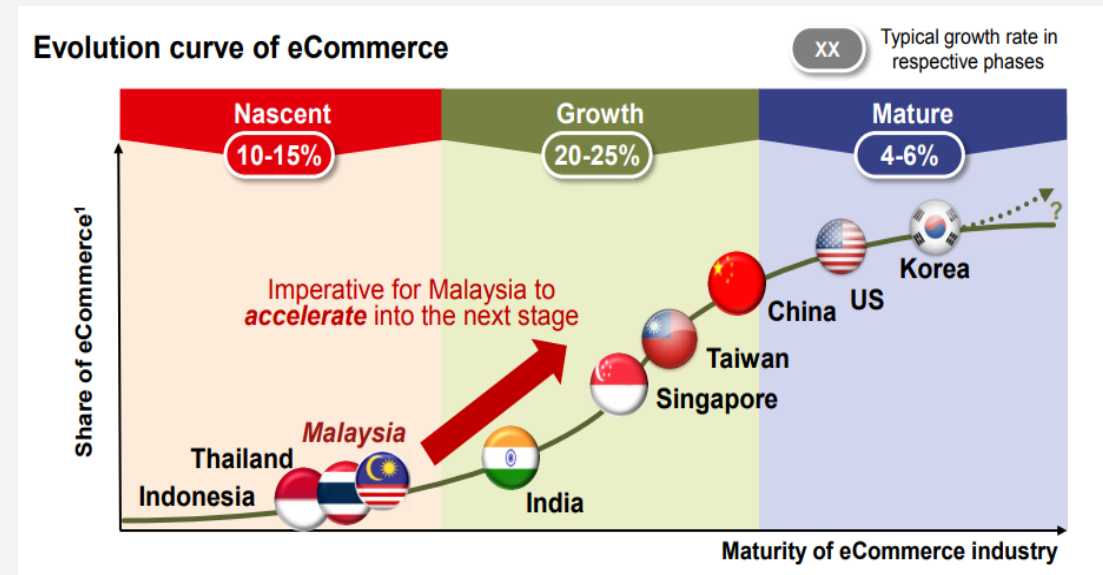 Evolution curve of eCommerce
XX
Typical growth rate in
respective phases
Nascent
Growth
Mature
10-15%
20-25%
4-6%
Share of eCommerce¹
Imperative for Malaysia to
accelerate into the next stage
?
Korea
US
China
Taiwan
Singapore
Malaysia
Thailand
Indonesia
India
Maturity of eCommerce industry